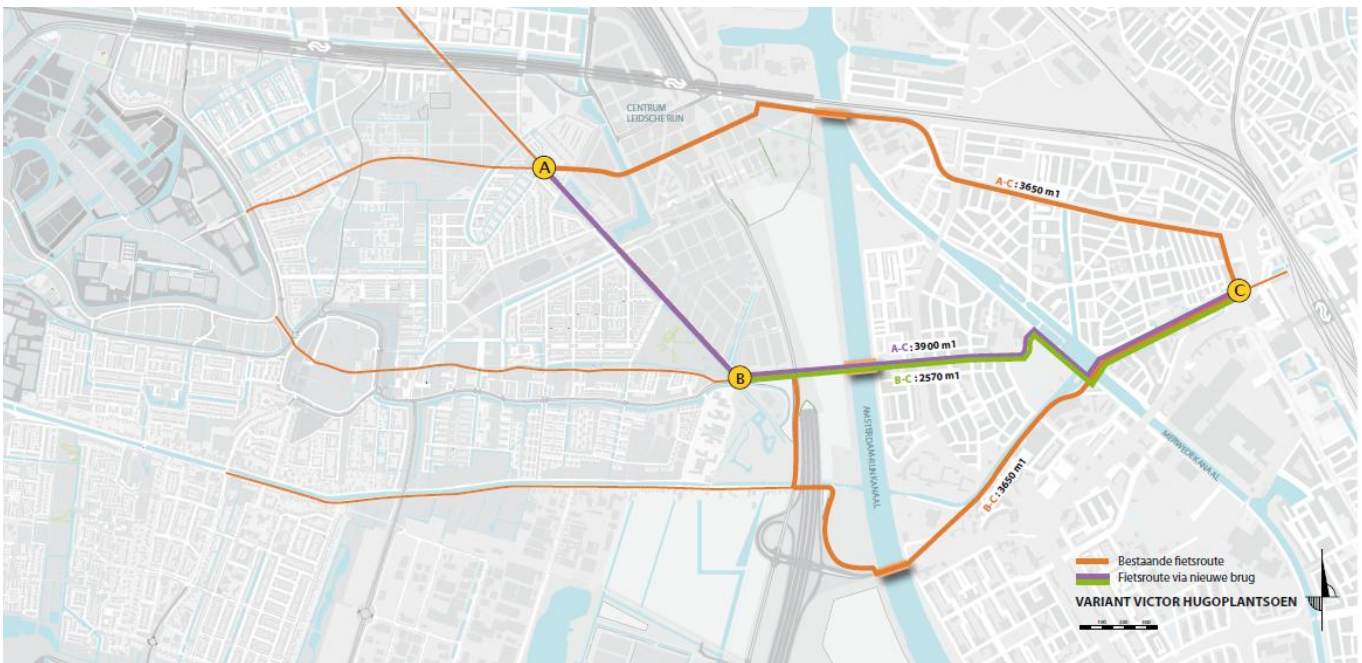 CENTRUM
LEIDSCHE RIJN
A
A-C: 3650 m1
C
A-C: 3900 m1
B
B-C: 2570 m1
AMSTERDAM-RIJNKANAAL
MERWEDEKANAAL
B-C: 3650 m1
Bestaande fietsroute
Fietsroute via nieuwe brug
VARIANT VICTOR HUGOPLANTSOEN